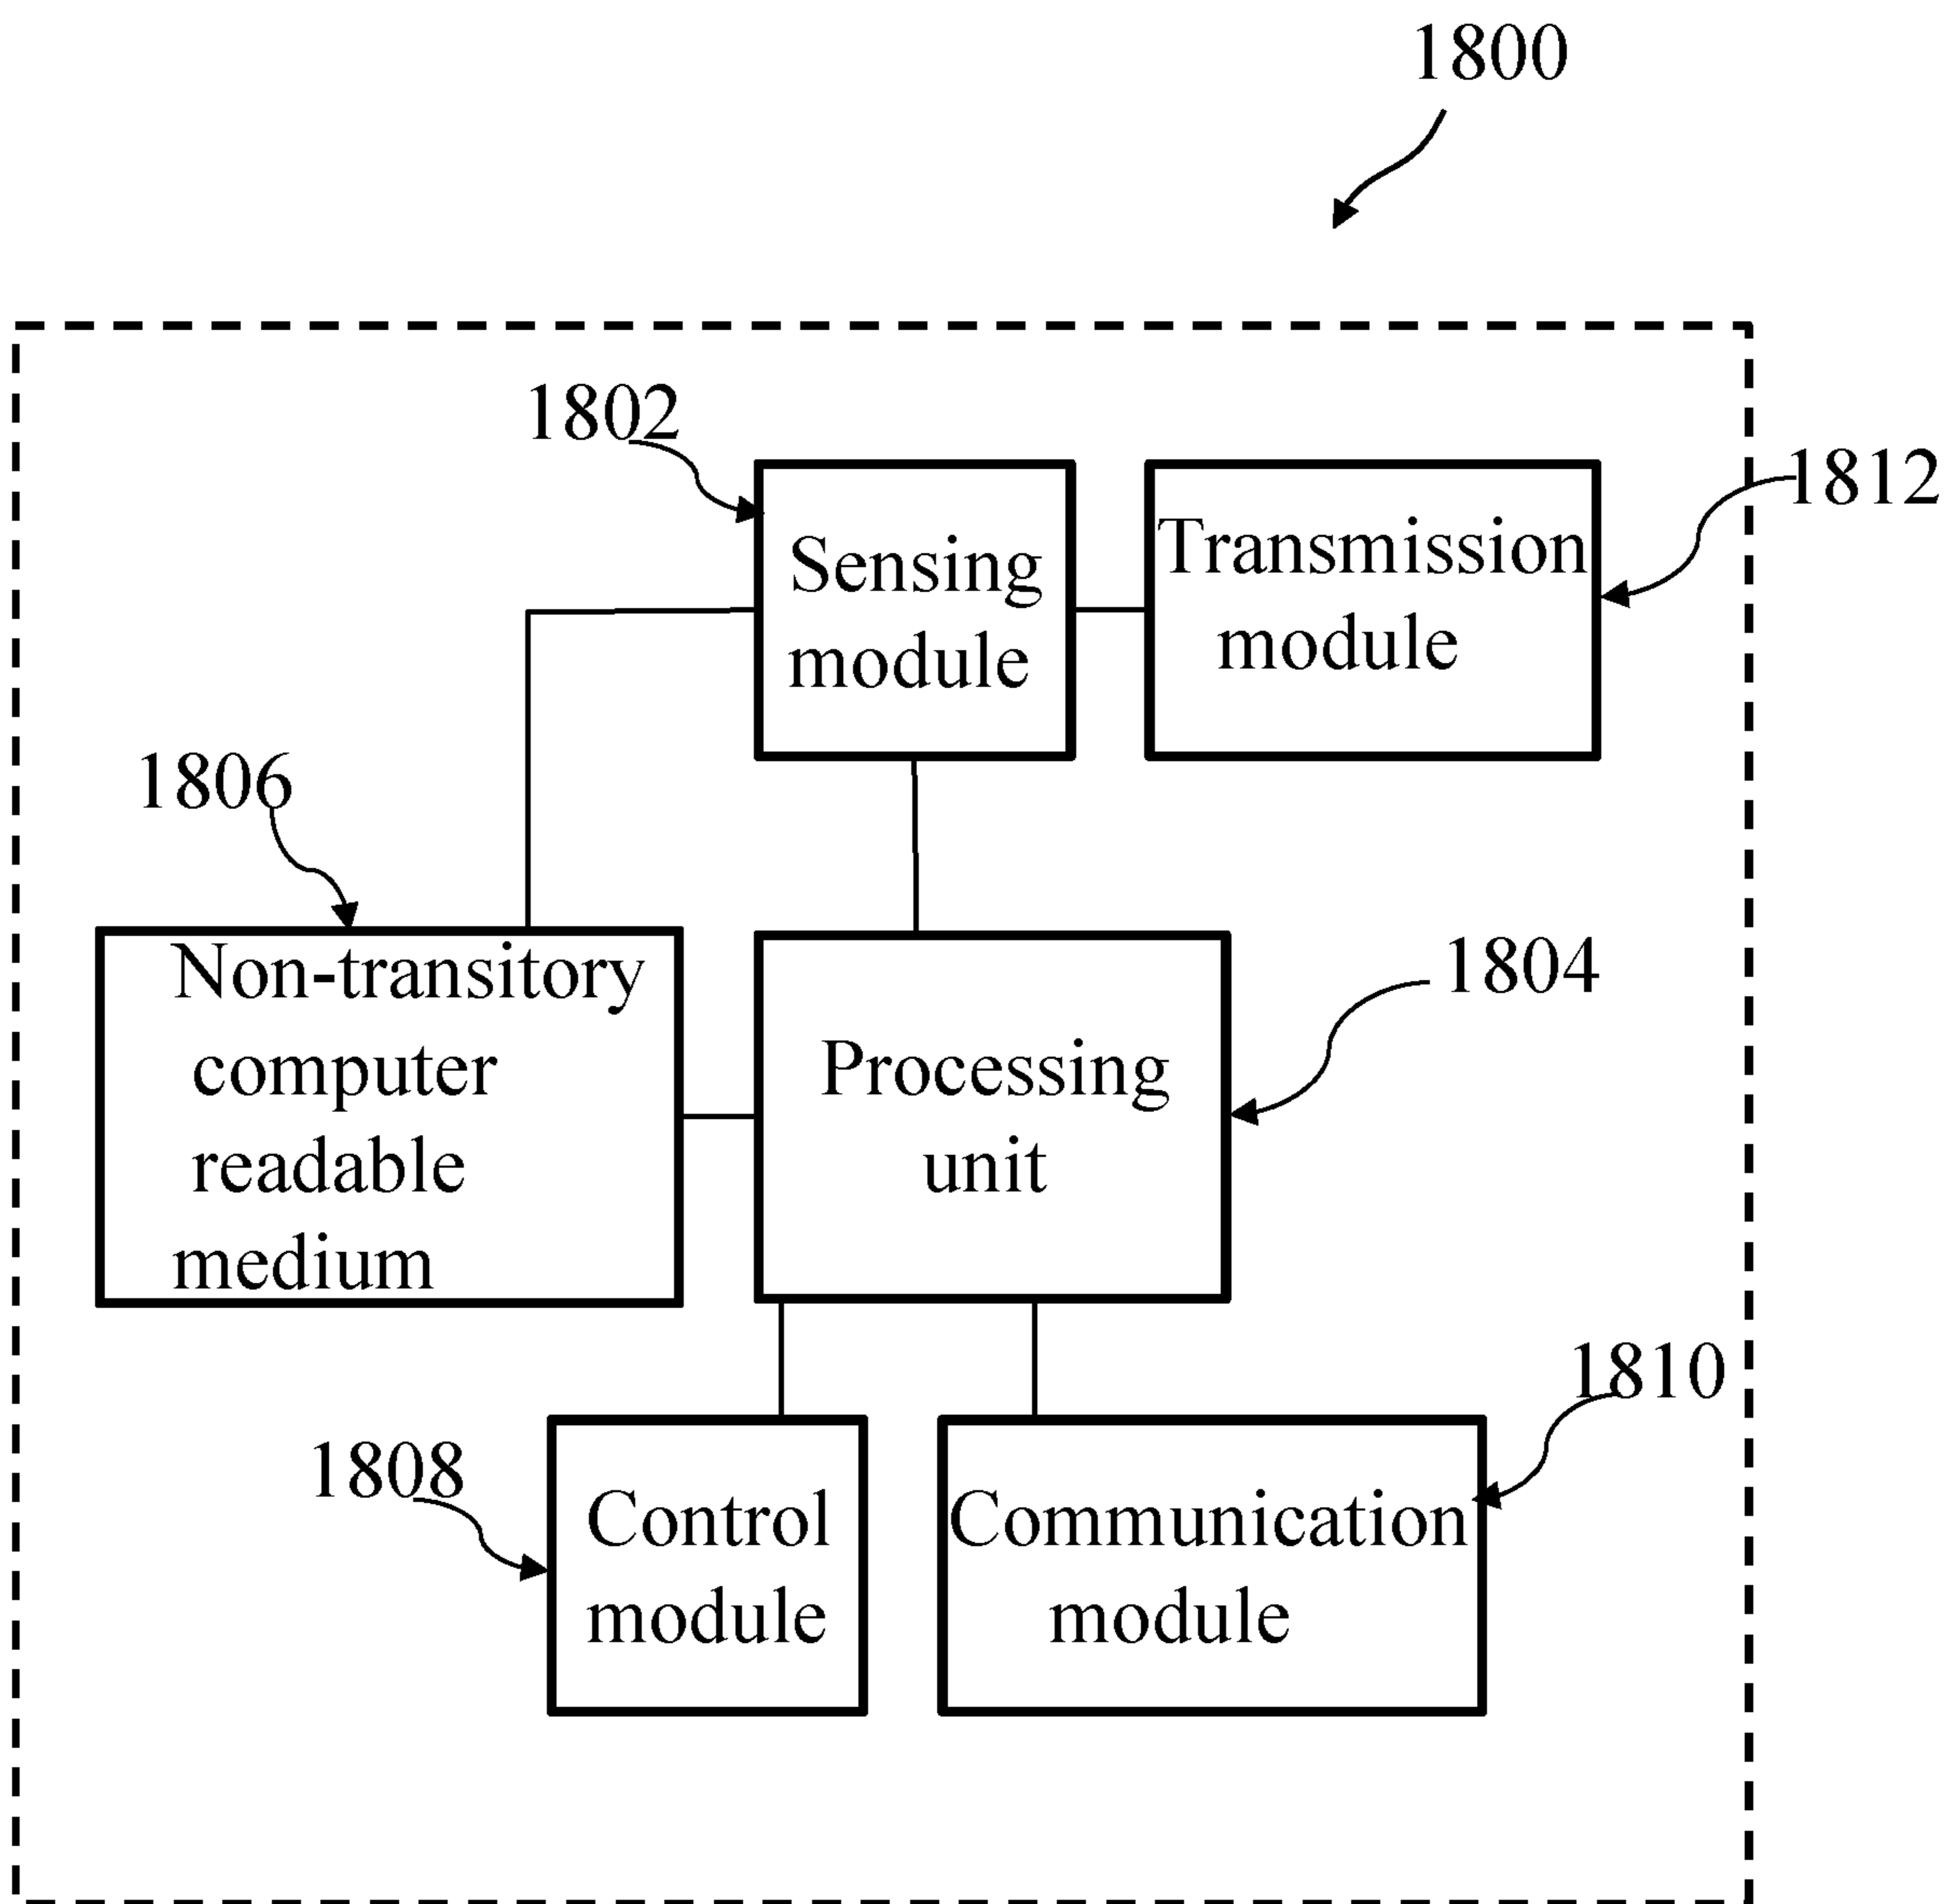 1800
1802
1812
Sensing
module
Transmission
module
1806
Non-transitory
computer
readable
medium
Processing
unit
1804
1810
1808
Control
module
Communication
module